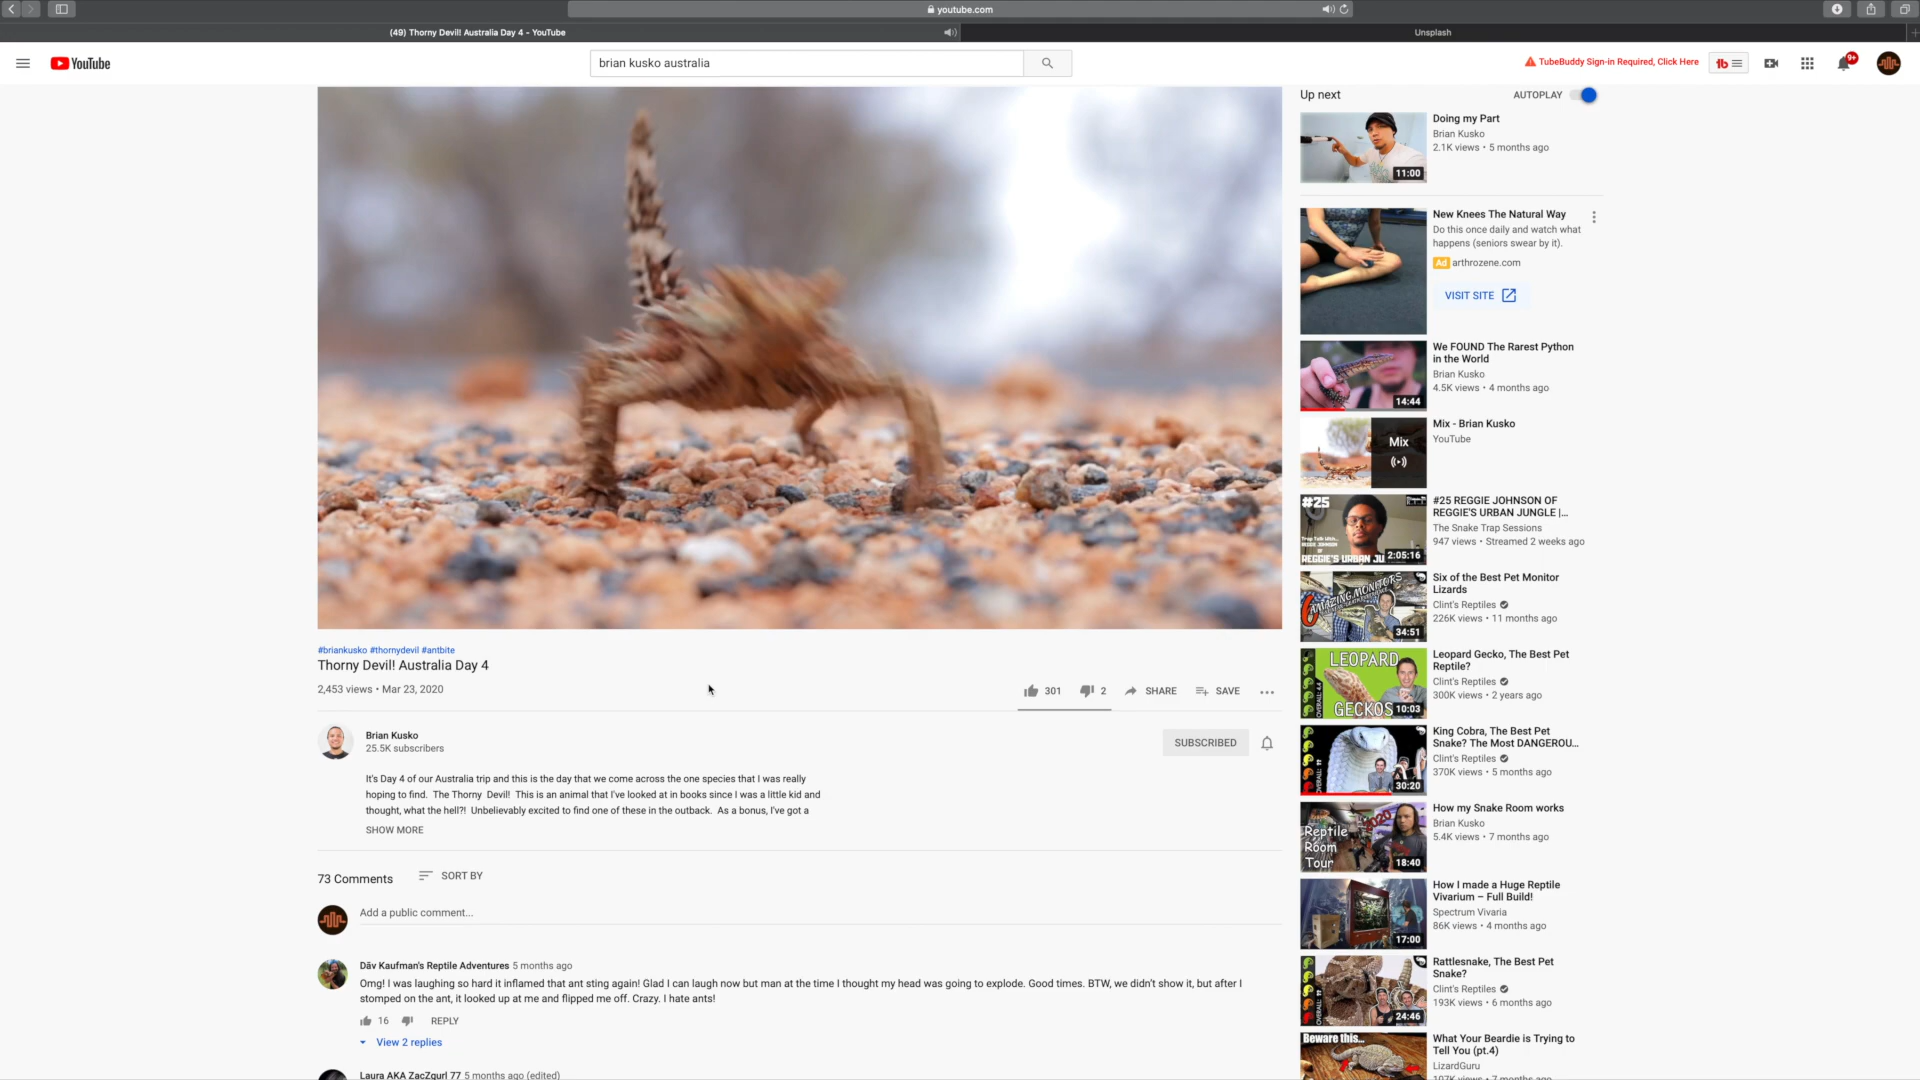 youtube.com
(49) Thorny Devil! Australia Day 4 - YouTube
Unsplash
YouTube
brian kusko australia
TubeBuddy Sign-in Required, Click Here
tb
9+
Up next
AUTOPLAY
Doing my Part
Brian Kusko
2.1K views • 5 months ago
11:00
New Knees The Natural Way
Do this once daily and watch what
happens (seniors swear by it).
Ad arthrozene.com
VISIT SITE
We FOUND The Rarest Python
in the World
Brian Kusko
4.5K views • 4 months ago
14:44
Mix - Brian Kusko
YouTube
Mix
#25 REGGIE JOHNSON OF
REGGIE'S URBAN JUNGLE |...
The Snake Trap Sessions
947 views • Streamed 2 weeks ago
#25
REGGIE'S URBAN JU
2:05:16
Six of the Best Pet Monitor
Lizards
Clint's Reptiles
226K views • 11 months ago
6 AMAZING MONITORS
34:51
Leopard Gecko, The Best Pet
Reptile?
Clint's Reptiles
300K views • 2 years ago
LEOPARD
GECKOS
10:03
King Cobra, The Best Pet
Snake? The Most DANGEROU...
Clint's Reptiles
370K views • 5 months ago
30:20
How my Snake Room works
Brian Kusko
5.4K views • 7 months ago
2020
Reptile
Room
Tour
18:40
How I made a Huge Reptile
Vivarium – Full Build!
Spectrum Vivaria
86K views • 4 months ago
17:00
Rattlesnake, The Best Pet
Snake?
Clint's Reptiles
193K views • 6 months ago
24:46
What Your Beardie is Trying to
Tell You (pt.4)
LizardGuru
107K views • 7 months ago
Beware this...
#briankusko #thornydevil #antbite
Thorny Devil! Australia Day 4
2,453 views • Mar 23, 2020
301
2
SHARE
SAVE
Brian Kusko
25.5K subscribers
SUBSCRIBED
It's Day 4 of our Australia trip and this is the day that we come across the one species that I was really
hoping to find. The Thorny Devil! This is an animal that I've looked at in books since I was a little kid and
thought, what the hell?! Unbelievably excited to find one of these in the outback. As a bonus, I've got a
SHOW MORE
73 Comments
SORT BY
Add a public comment...
Dāv Kaufman's Reptile Adventures 5 months ago
Omg! I was laughing so hard it inflamed that ant sting again! Glad I can laugh now but man at the time I thought my head was going to explode. Good times. BTW, we didn't show it, but after I
stomped on the ant, it looked up at me and flipped me off. Crazy. I hate ants!
16
REPLY
View 2 replies
Laura AKA ZacZgurl 77 5 months ago (edited)